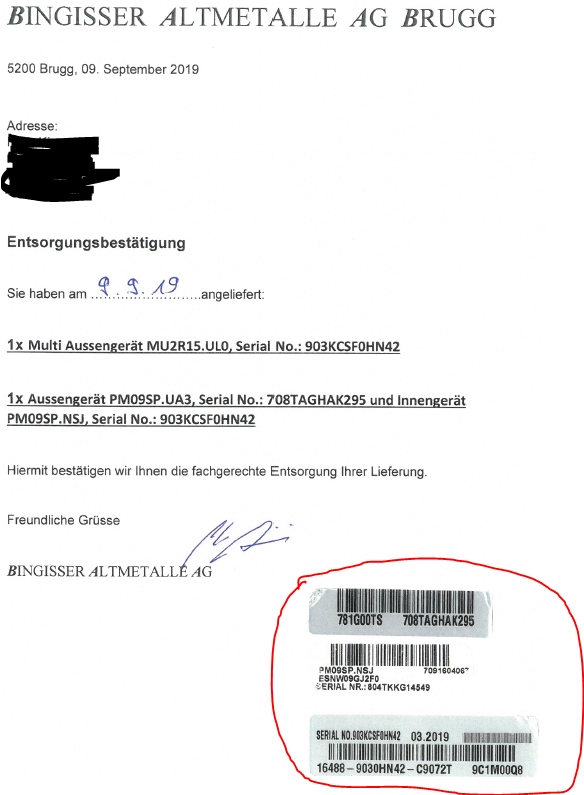 BINGISSER ALTMETALLE AG BRUGG
5200 Brugg, 09. September 2019
Adresse:
Entsorgungsbestätigung
Sie haben am 9.9.19 angeliefert:
1x Multi Aussengerät MU2R15.UL0, Serial No.: 903KCSF0HN42
1x Aussengerät PM09SP.UA3, Serial No.: 708TAGHAK295 und Innengerät
PM09SP.NSJ, Serial No.: 903KCSF0HN42
Hiermit bestätigen wir Ihnen die fachgerechte Entsorgung Ihrer Lieferung.
Freundliche Grüsse
BINGISSER ALTMETALLE AG
781G00TS 708TAGHAK295
PM09SP.NSJ 709160406
ESNW09GJ2F0
SERIAL NR.:804TKKG14549
SERIAL NO.903KCSF0HN42 03.2019
16488-9030HN42-C9072T 9C1M00Q8